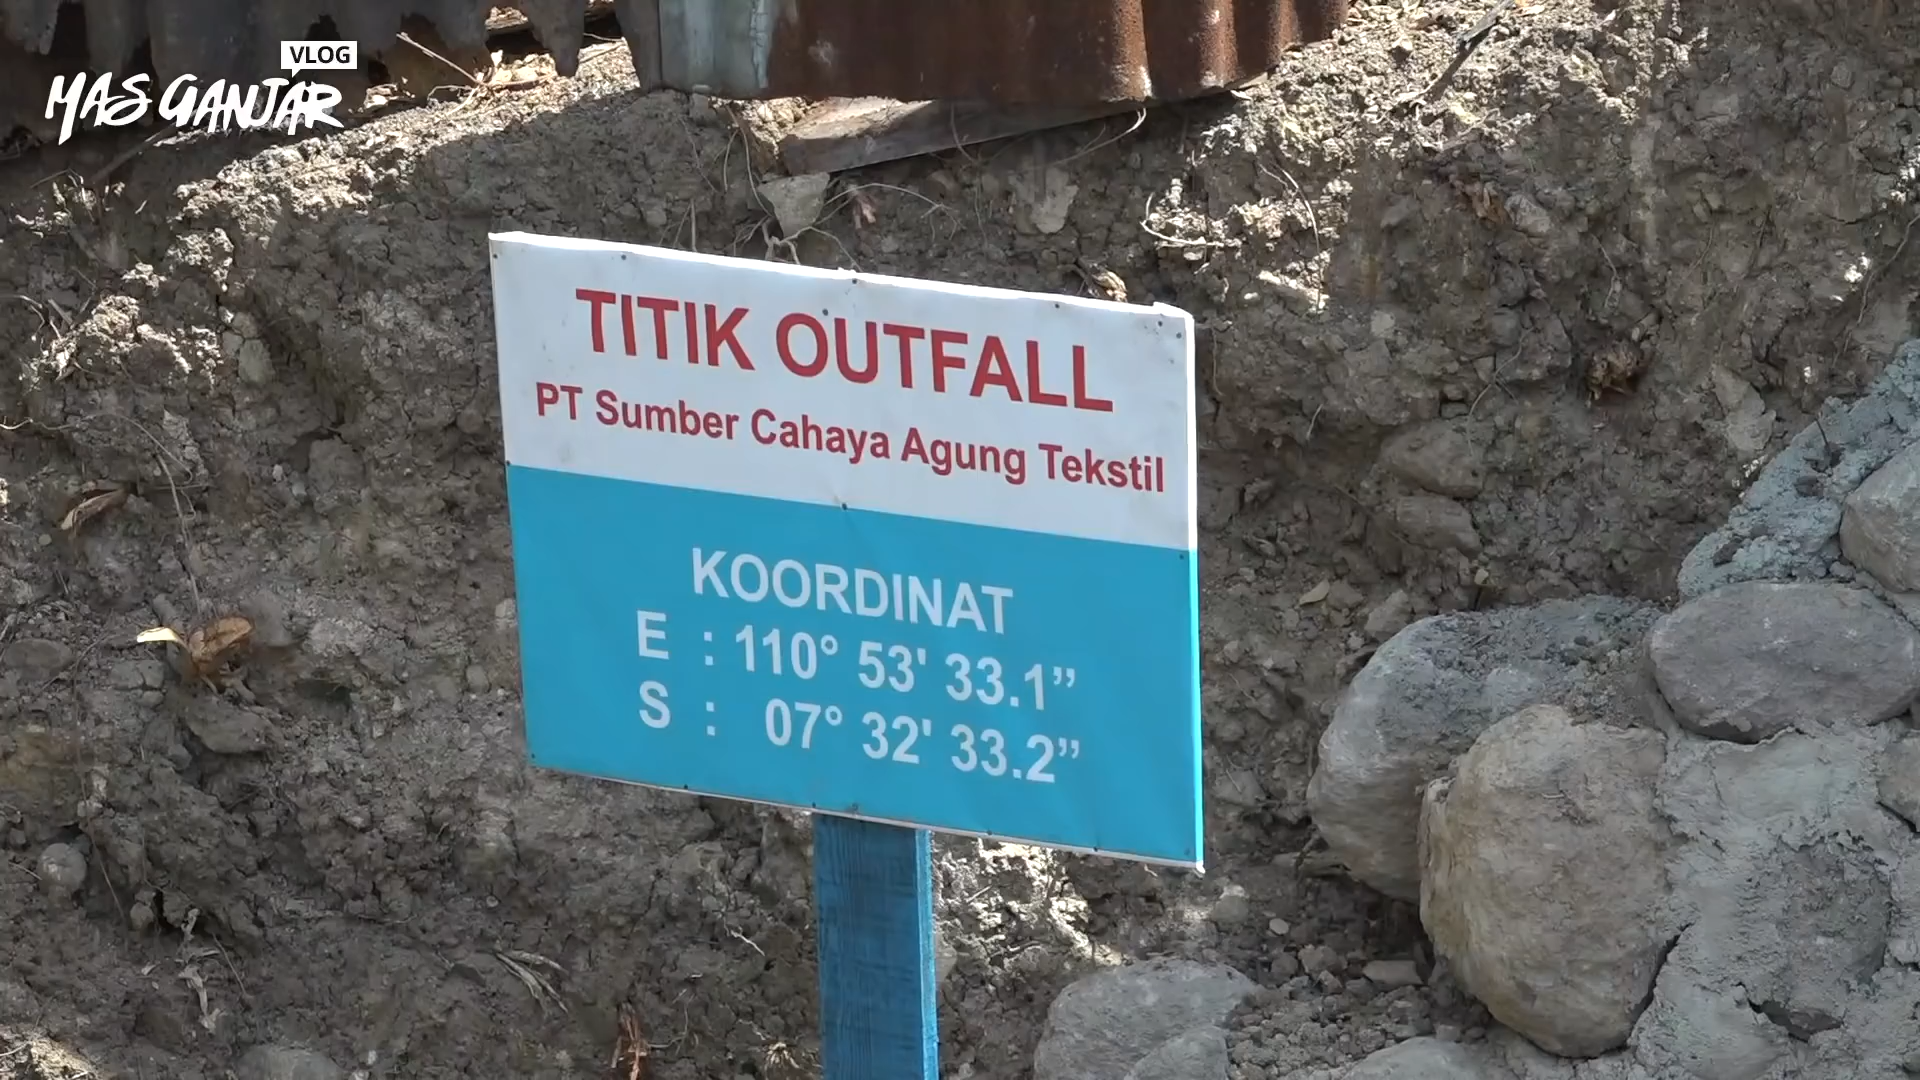 VLOG
MAS GANJAR
TITIK OUTFALL
PT Sumber Cahaya Agung Tekstil
KOORDINAT
E : 110° 53' 33.1”
S : 07° 32' 33.2”